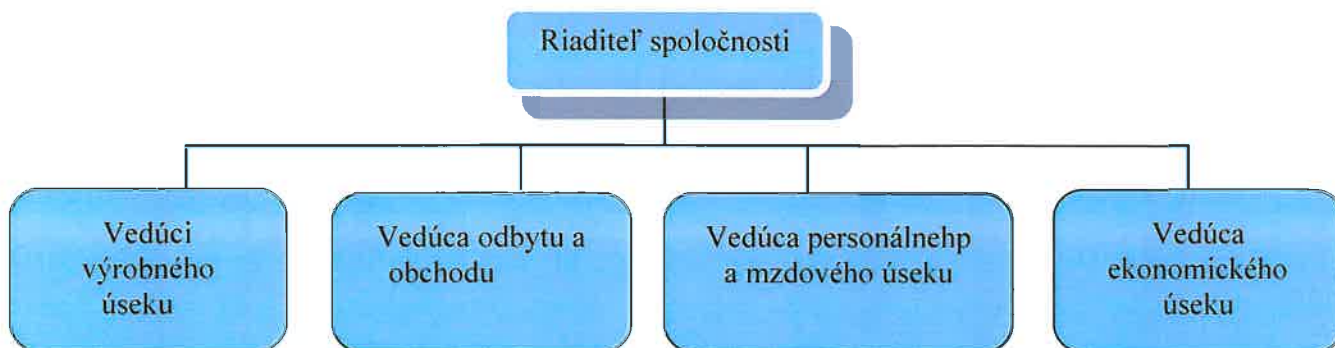 Riaditeľ spoločnosti
Vedúci
výrobného
úseku
Vedúca odbytu a
obchodu
Vedúca personálnehp
a mzdového úseku
Vedúca
ekonomického
úseku